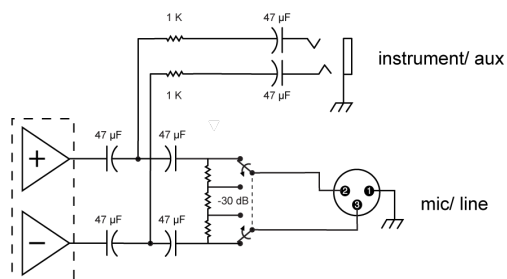 1 K
47 µF
instrument/ aux
1 K
47 µF
47 µF
47 µF
+
-30 dB
2
1
3
mic/ line
47 µF
47 µF
−